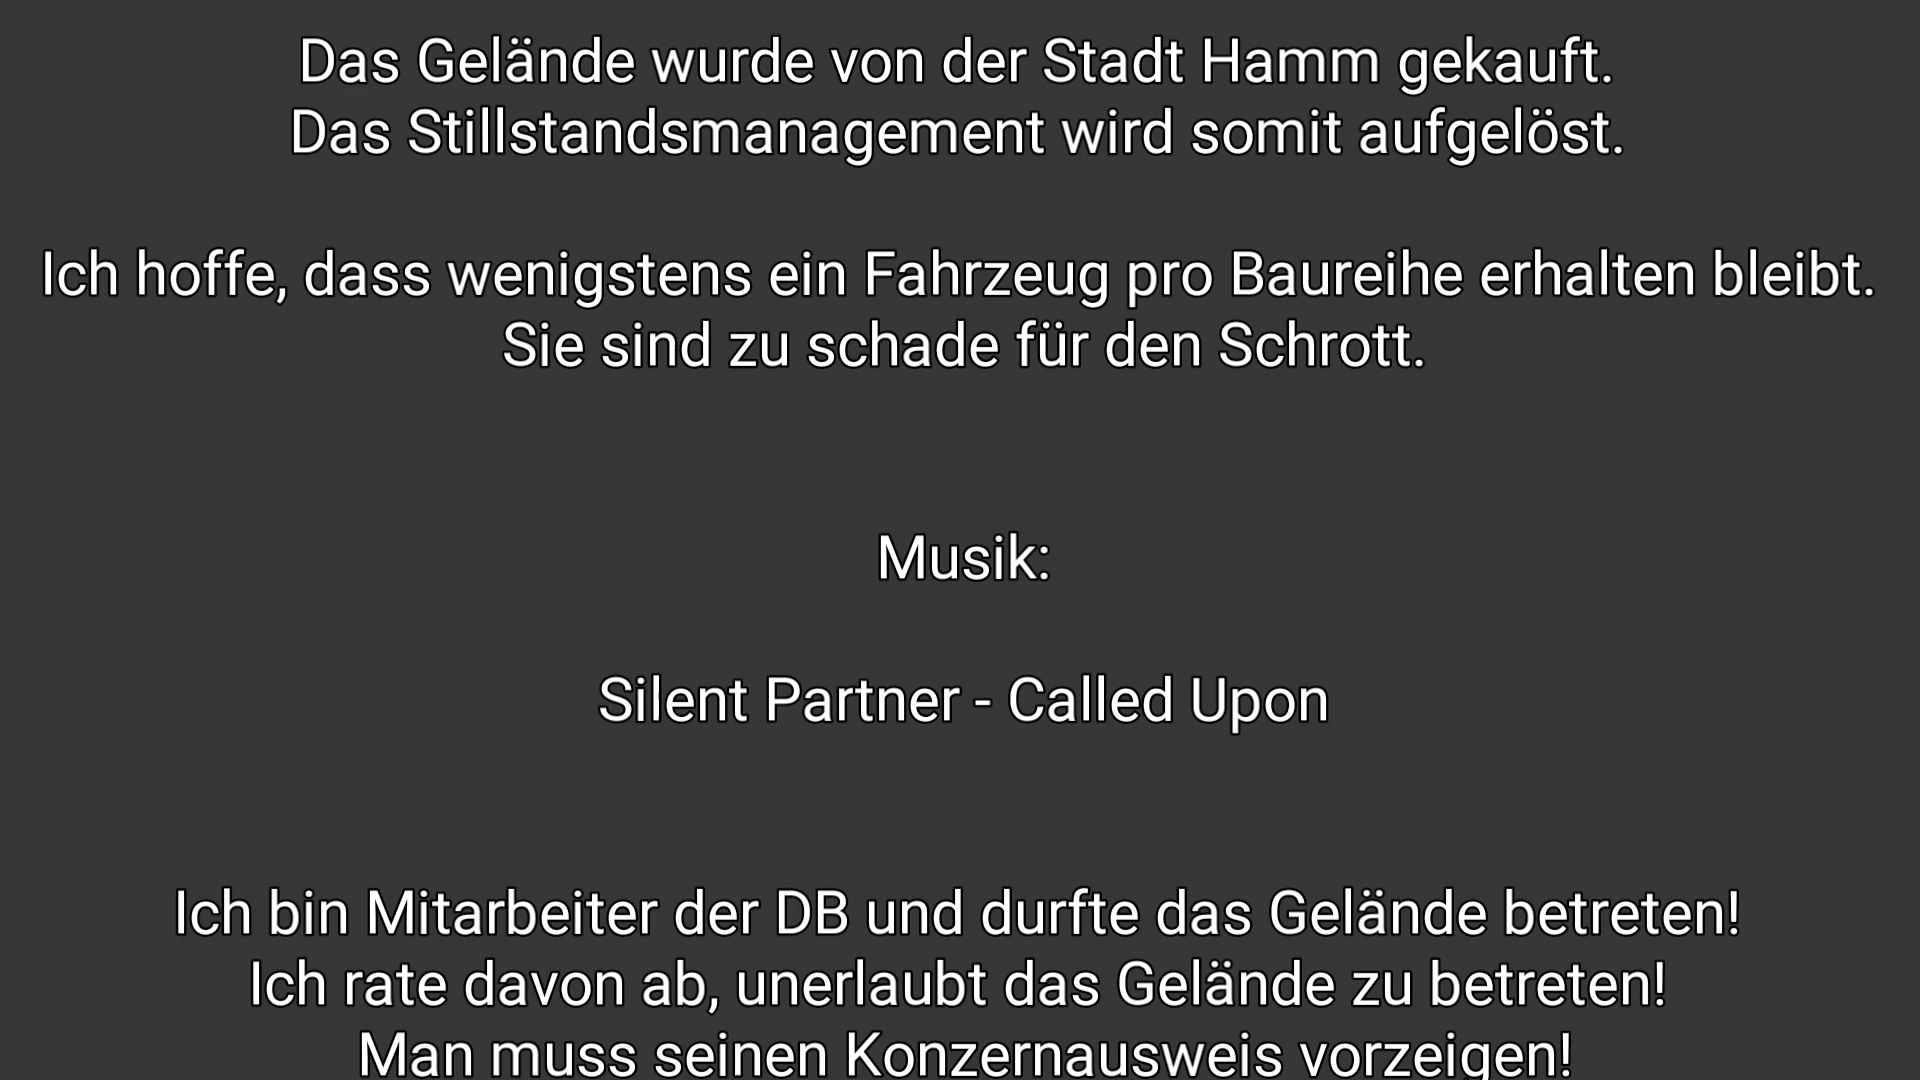 Das Gelände wurde von der Stadt Hamm gekauft.
Das Stillstandsmanagement wird somit aufgelöst.
Ich hoffe, dass wenigstens ein Fahrzeug pro Baureihe erhalten bleibt.
Sie sind zu schade für den Schrott.
Musik:
Silent Partner - Called Upon
Ich bin Mitarbeiter der DB und durfte das Gelände betreten!
Ich rate davon ab, unerlaubt das Gelände zu betreten!
Man muss seinen Konzernausweis vorzeigen!